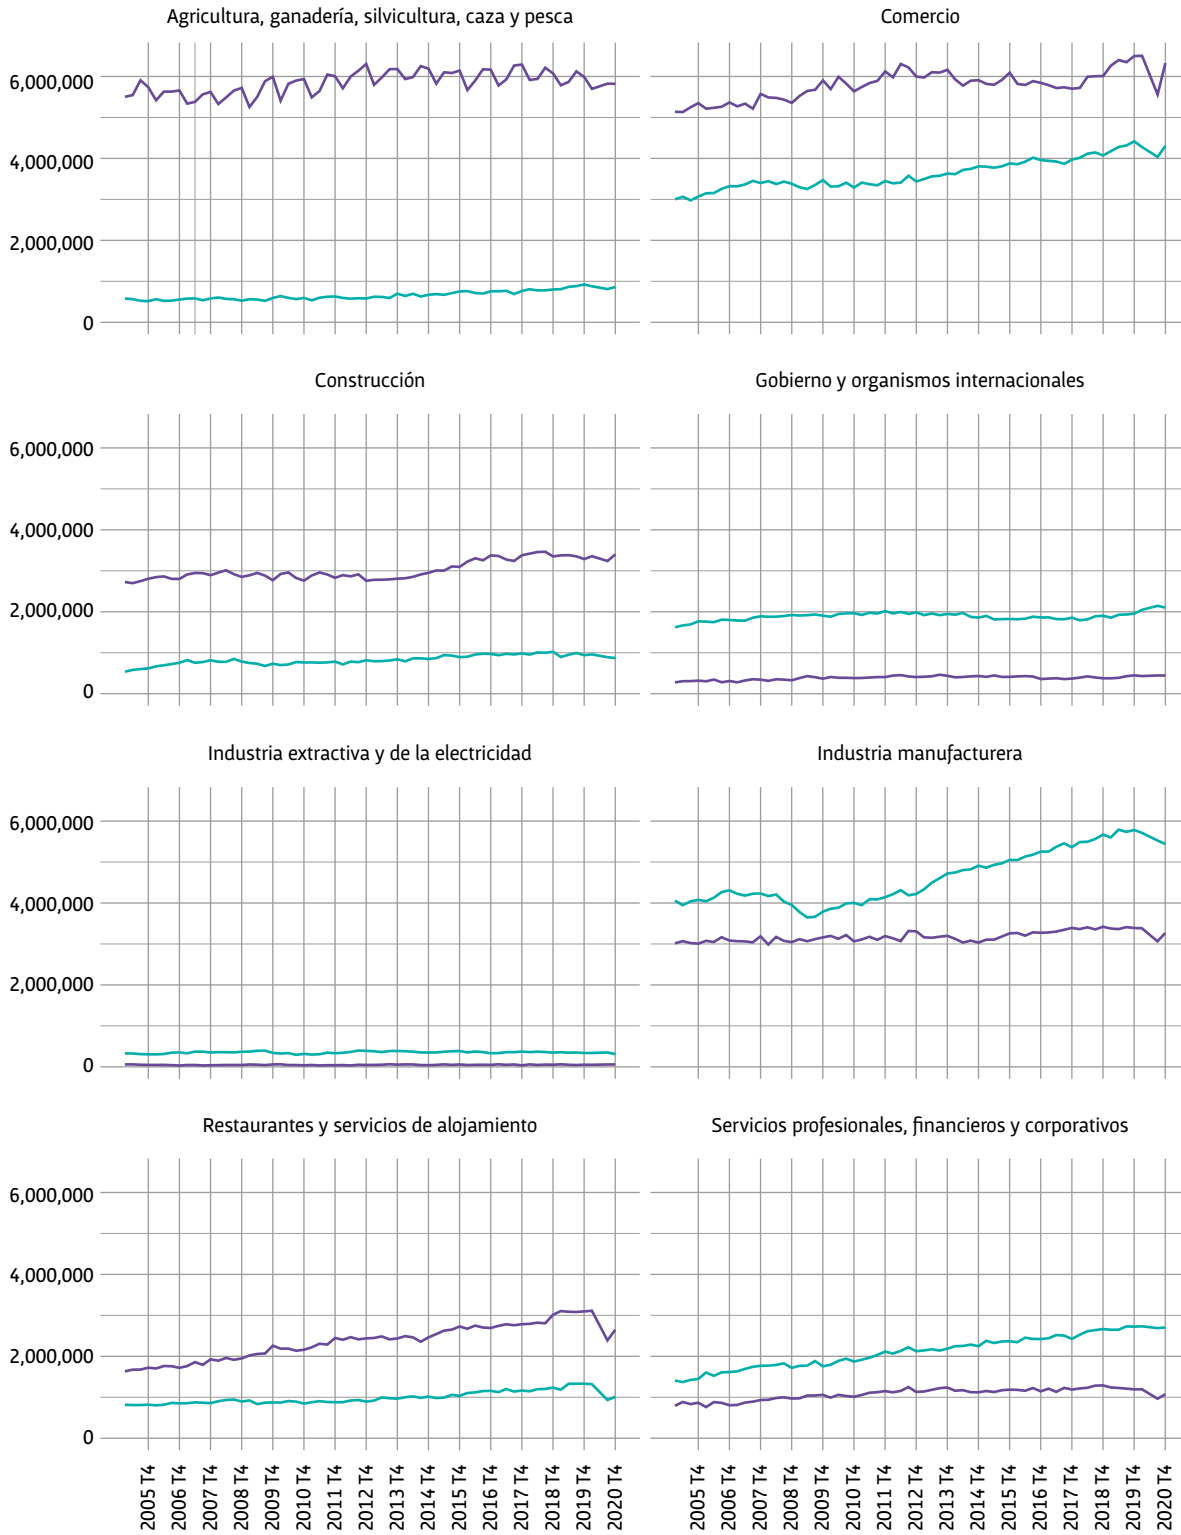 Agricultura, ganadería, silvicultura, caza y pesca
Comercio
6,000,000
4,000,000
2,000,000
0
Construcción
Gobierno y organismos internacionales
6,000,000
4,000,000
2,000,000
0
Industria extractiva y de la electricidad
Industria manufacturera
6,000,000
4,000,000
2,000,000
0
Restaurantes y servicios de alojamiento
Servicios profesionales, financieros y corporativos
6,000,000
4,000,000
2,000,000
0
2005 T4
2006 T4
2007 T4
2008 T4
2009 T4
2010 T4
2011 T4
2012 T4
2013 T4
2014 T4
2015 T4
2016 T4
2017 T4
2018 T4
2019 T4
2020 T4
2005 T4
2006 T4
2007 T4
2008 T4
2009 T4
2010 T4
2011 T4
2012 T4
2013 T4
2014 T4
2015 T4
2016 T4
2017 T4
2018 T4
2019 T4
2020 T4